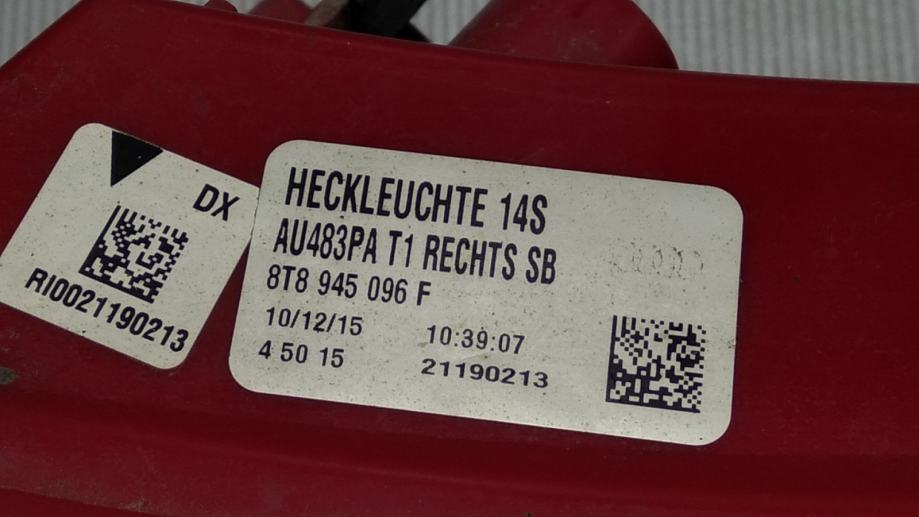 DX
RI0021190213
HECKLEUCHTE 14S
AU483PA T1 RECHTS SB
8T8 945 096 F
10/12/15 10:39:07
4 50 15 21190213